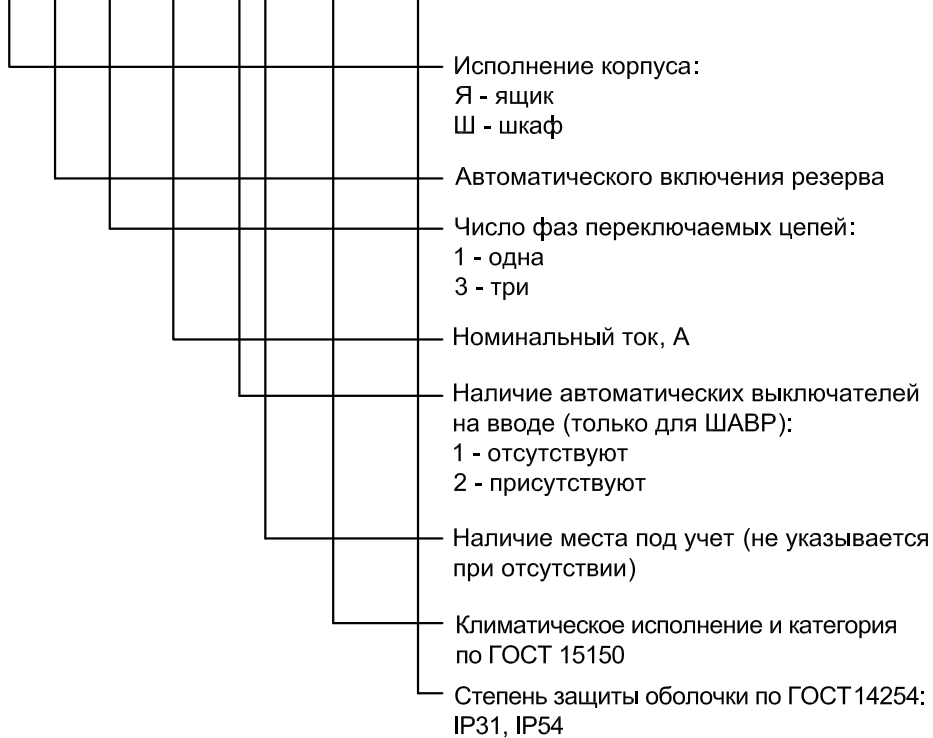 Исполнение корпуса:
Я - ящик
Ш - шкаф
Автоматического включения резерва
Число фаз переключаемых цепей:
1 - одна
3 - три
Номинальный ток, А
Наличие автоматических выключателей
на вводе (только для ШАВР):
1 - отсутствуют
2 - присутствуют
Наличие места под учет (не указывается
при отсутствии)
Климатическое исполнение и категория
по ГОСТ 15150
Степень защиты оболочки по ГОСТ14254:
IP31, IP54